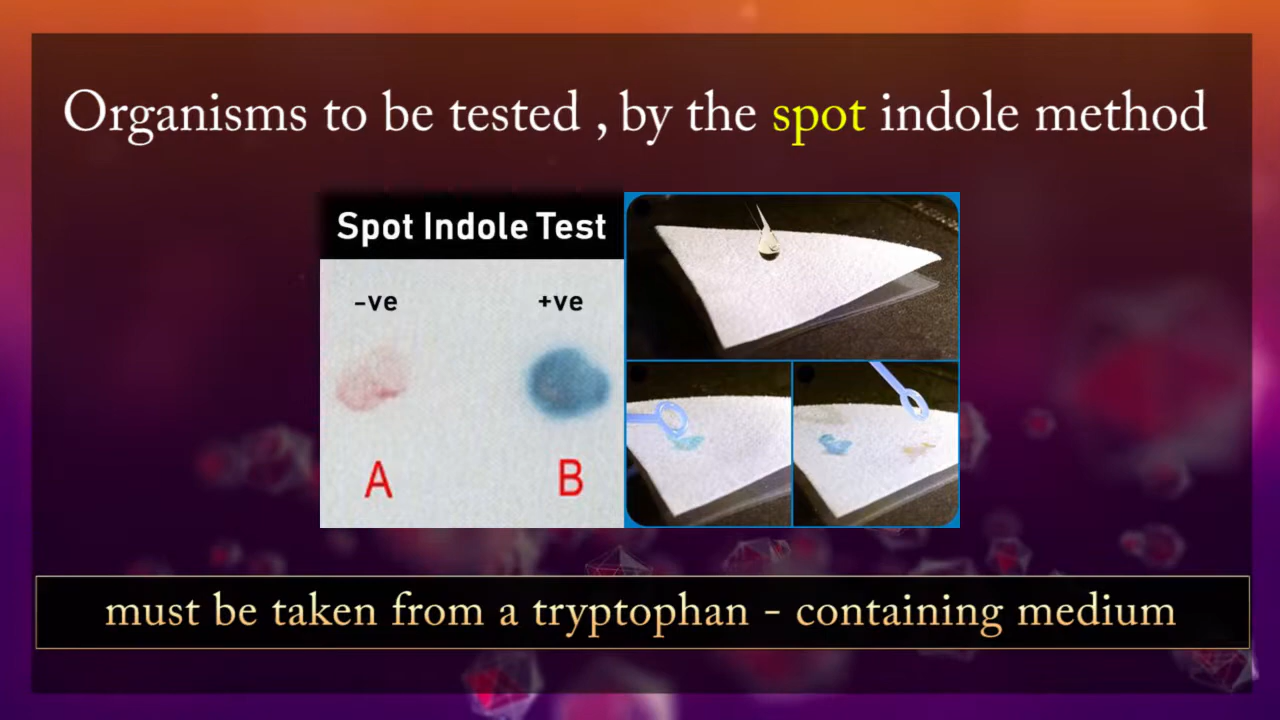 Organisms to be tested , by the spot indole method
Spot Indole Test
-ve +ve
A B
must be taken from a tryptophan - containing medium